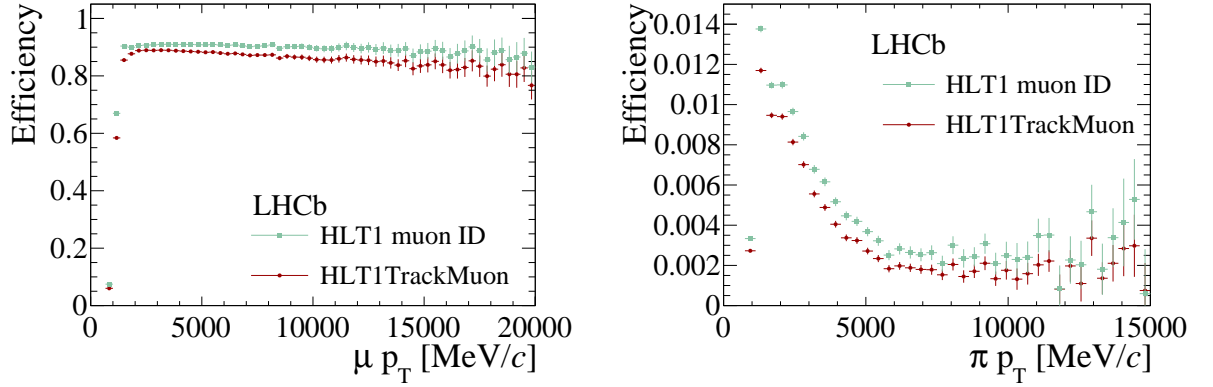 Efficiency
1
0.8
0.6
0.4
0.2
0
LHCb
HLT1 muon ID
HLT1TrackMuon
0 5000 10000 15000 20000
μ p_T [MeV/c]
Efficiency
0.014
0.012
0.01
0.008
0.006
0.004
0.002
0
LHCb
HLT1 muon ID
HLT1TrackMuon
0 5000 10000 15000
π p_T [MeV/c]